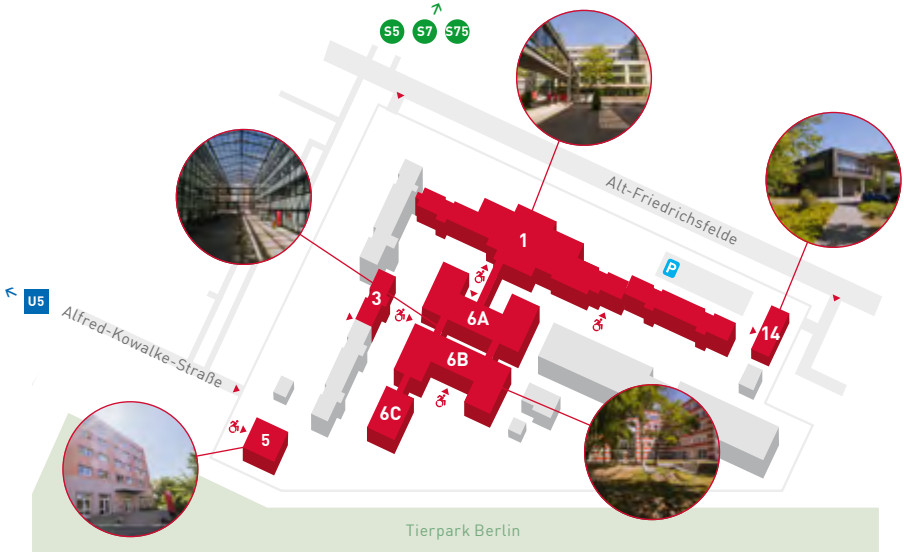 S5 S7 S75
Alt-Friedrichsfelde
1
P
U5
3
6A
14
Alfred-Kowalke-Straße
6B
6C
5
Tierpark Berlin